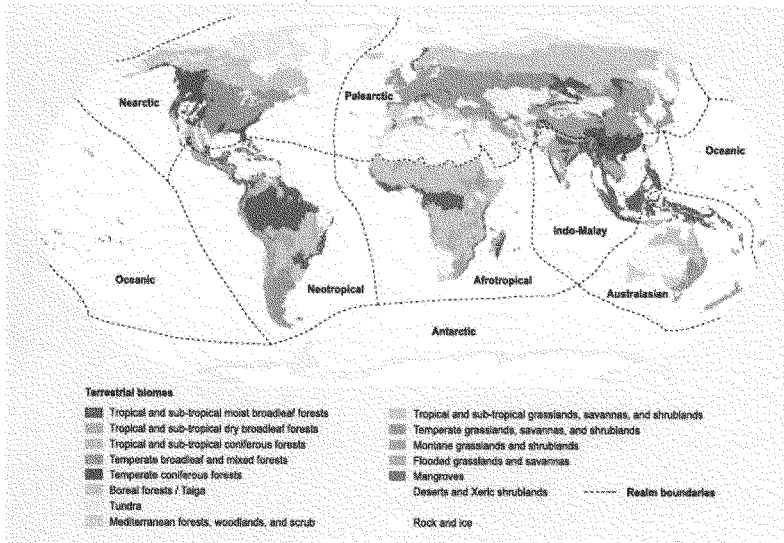 Nearctic
Palearctic
Oceanic
Indo-Malay
Oceanic
Neotropical
Afrotropical
Australasian
Antarctic
Terrestrial biomes
Tropical and sub-tropical moist broadleaf forests
Tropical and sub-tropical dry broadleaf forests
Tropical and sub-tropical coniferous forests
Temperate broadleaf and mixed forests
Temperate coniferous forests
Boreal forests / Taiga
Tundra
Mediterranean forests, woodlands, and scrub
Tropical and sub-tropical grasslands, savannas, and shrublands
Temperate grasslands, savannas, and shrublands
Montane grasslands and shrublands
Flooded grasslands and savannas
Mangroves
Deserts and Xeric shrublands
Rock and ice
Realm boundaries